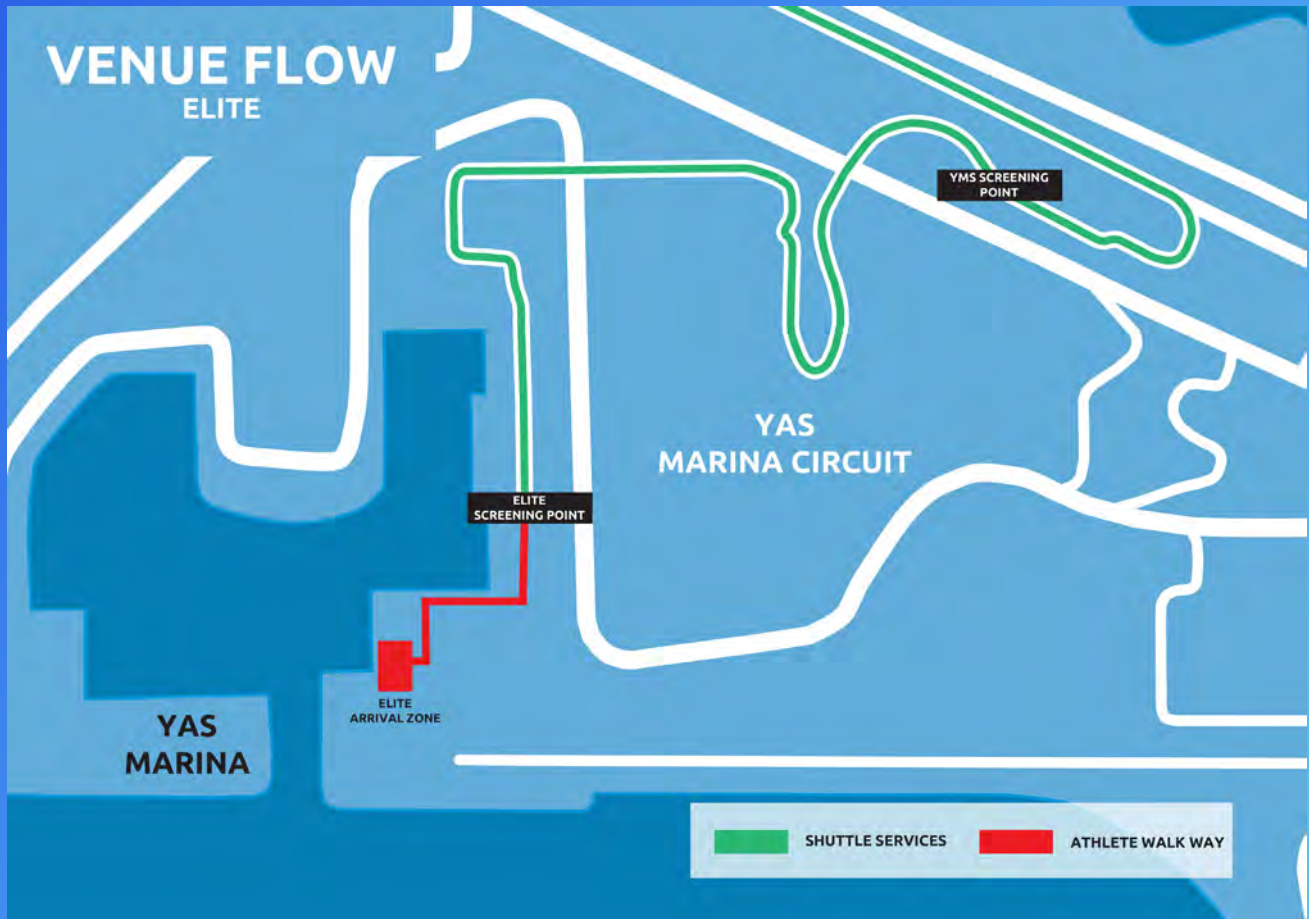 VENUE FLOW
ELITE
YMS SCREENING
POINT
YAS
MARINA CIRCUIT
ELITE
SCREENING POINT
ELITE
ARRIVAL ZONE
YAS
MARINA
SHUTTLE SERVICES
ATHLETE WALK WAY